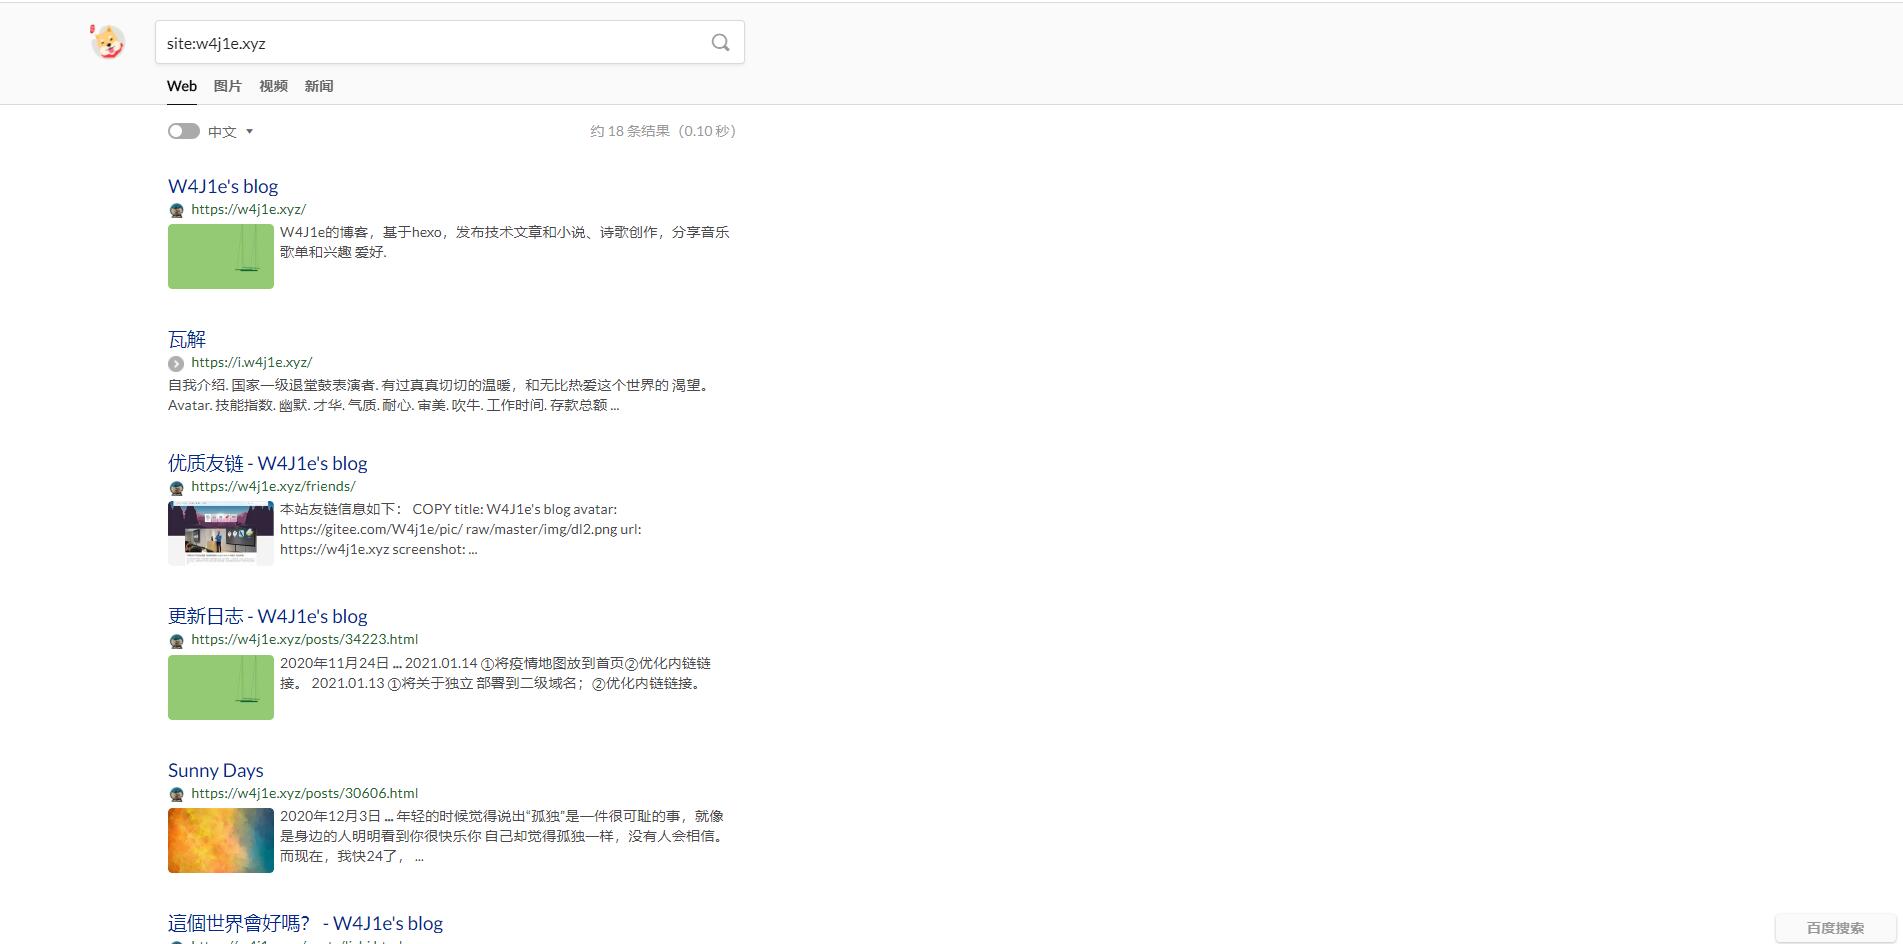 site:w4j1e.xyz
Web 图片 视频 新闻
中文 约 18 条结果（0.10 秒）
W4J1e's blog
https://w4j1e.xyz/
W4J1e的博客，基于hexo，发布技术文章和小说、诗歌创作，分享音乐
歌单和兴趣 爱好.
瓦解
https://i.w4j1e.xyz/
自我介绍. 国家一级退堂鼓表演者. 有过真真切切的温暖，和无比热爱这个世界的 渴望。
Avatar. 技能指数. 幽默. 才华. 气质. 耐心. 审美. 吹牛. 工作时间. 存款总额 ...
优质友链 - W4J1e's blog
https://w4j1e.xyz/friends/
本站友链信息如下： COPY title: W4J1e's blog avatar:
https://gitee.com/W4j1e/pic/ raw/master/img/dl2.png url:
https://w4j1e.xyz screenshot: ...
更新日志 - W4J1e's blog
https://w4j1e.xyz/posts/34223.html
2020年11月24日 ... 2021.01.14 ①将疫情地图放到首页②优化内链链
接。 2021.01.13 ①将关于独立 部署到二级域名；②优化内链链接。
Sunny Days
https://w4j1e.xyz/posts/30606.html
2020年12月3日 ... 年轻的时候觉得说出“孤独”是一件很可耻的事，就像
是身边的人明明看到你很快乐你 自己却觉得孤独一样，没有人会相信。
而现在，我快24了， ...
這個世界會好嗎？ - W4J1e's blog
百度搜索